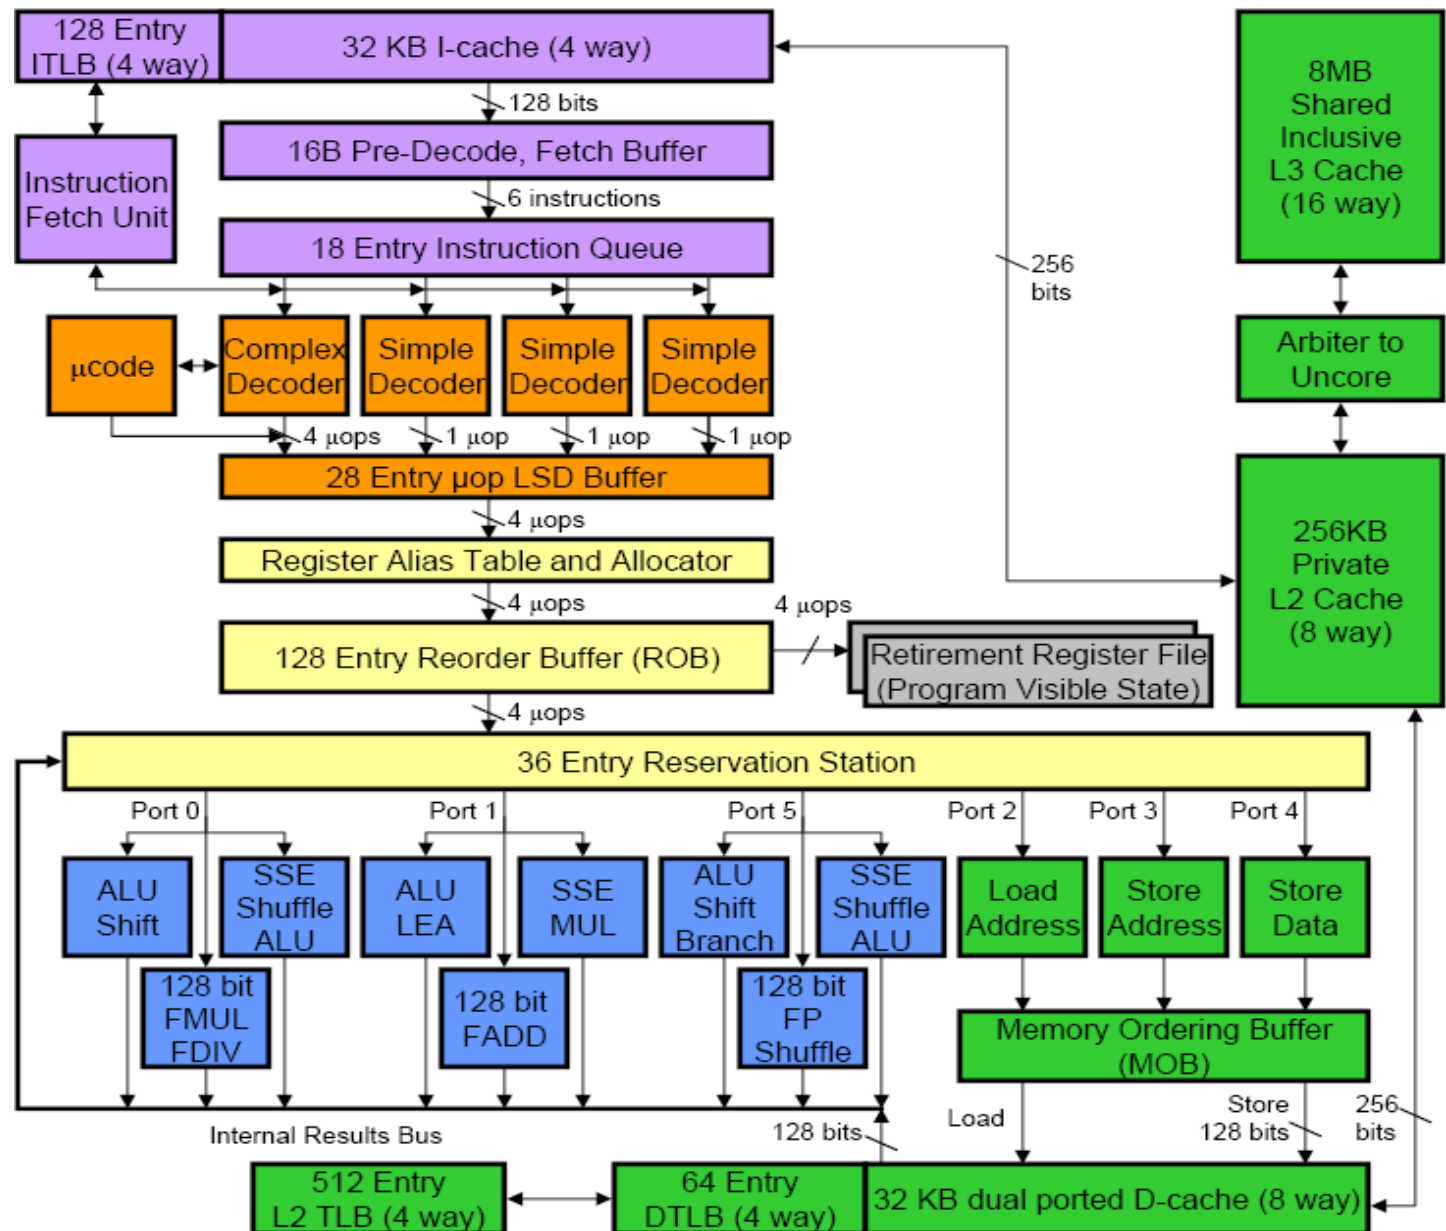 128 Entry
ITLB (4 way)
32 KB I-cache (4 way)
8MB
Shared
Inclusive
L3 Cache
(16 way)
128 bits
Instruction
Fetch Unit
16B Pre-Decode, Fetch Buffer
6 instructions
18 Entry Instruction Queue
256
bits
μcode
Complex
Decoder
Simple
Decoder
Simple
Decoder
Simple
Decoder
Arbiter to
Uncore
4 μops
1 μop
1 μop
1 μop
28 Entry μop LSD Buffer
4 μops
Register Alias Table and Allocator
4 μops
256KB
Private
L2 Cache
(8 way)
128 Entry Reorder Buffer (ROB)
4 μops
Retirement Register File
(Program Visible State)
4 μops
36 Entry Reservation Station
Port 0
Port 1
Port 5
Port 2
Port 3
Port 4
ALU
Shift
SSE
Shuffle
ALU
ALU
LEA
SSE
MUL
ALU
Shift
Branch
SSE
Shuffle
ALU
Load
Address
Store
Address
Store
Data
128 bit
FMUL
FDIV
128 bit
FADD
128 bit
FP
Shuffle
Memory Ordering Buffer
(MOB)
Internal Results Bus
128 bits
Load
Store
128 bits
256
bits
512 Entry
L2 TLB (4 way)
64 Entry
DTLB (4 way)
32 KB dual ported D-cache (8 way)